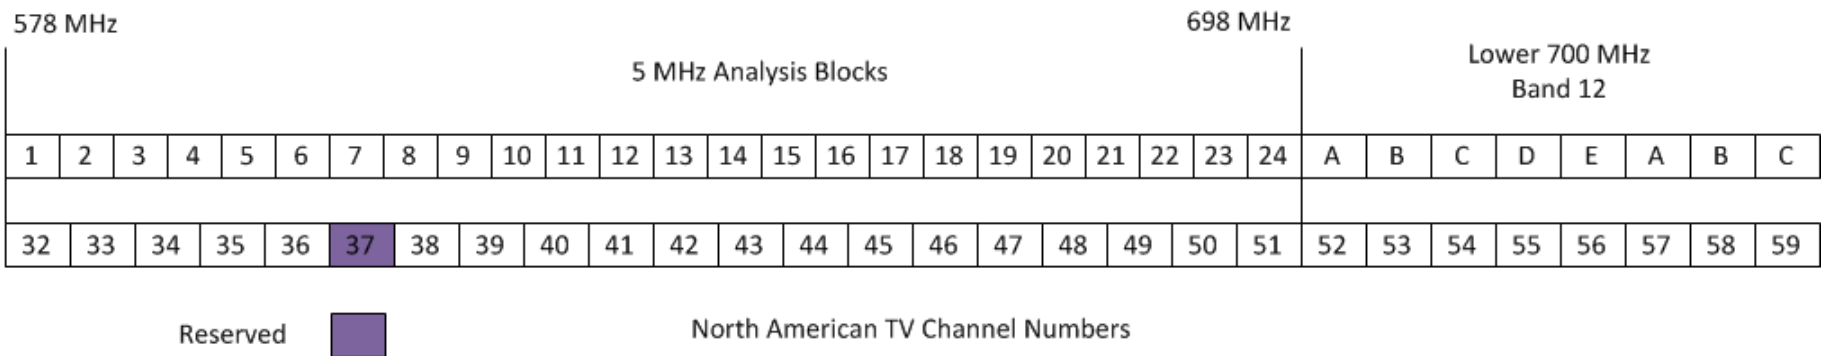 578 MHz
698 MHz
5 MHz Analysis Blocks
Lower 700 MHz
Band 12
1 2 3 4 5 6 7 8 9 10 11 12 13 14 15 16 17 18 19 20 21 22 23 24 A B C D E A B C
32 33 34 35 36 37 38 39 40 41 42 43 44 45 46 47 48 49 50 51 52 53 54 55 56 57 58 59
Reserved
North American TV Channel Numbers